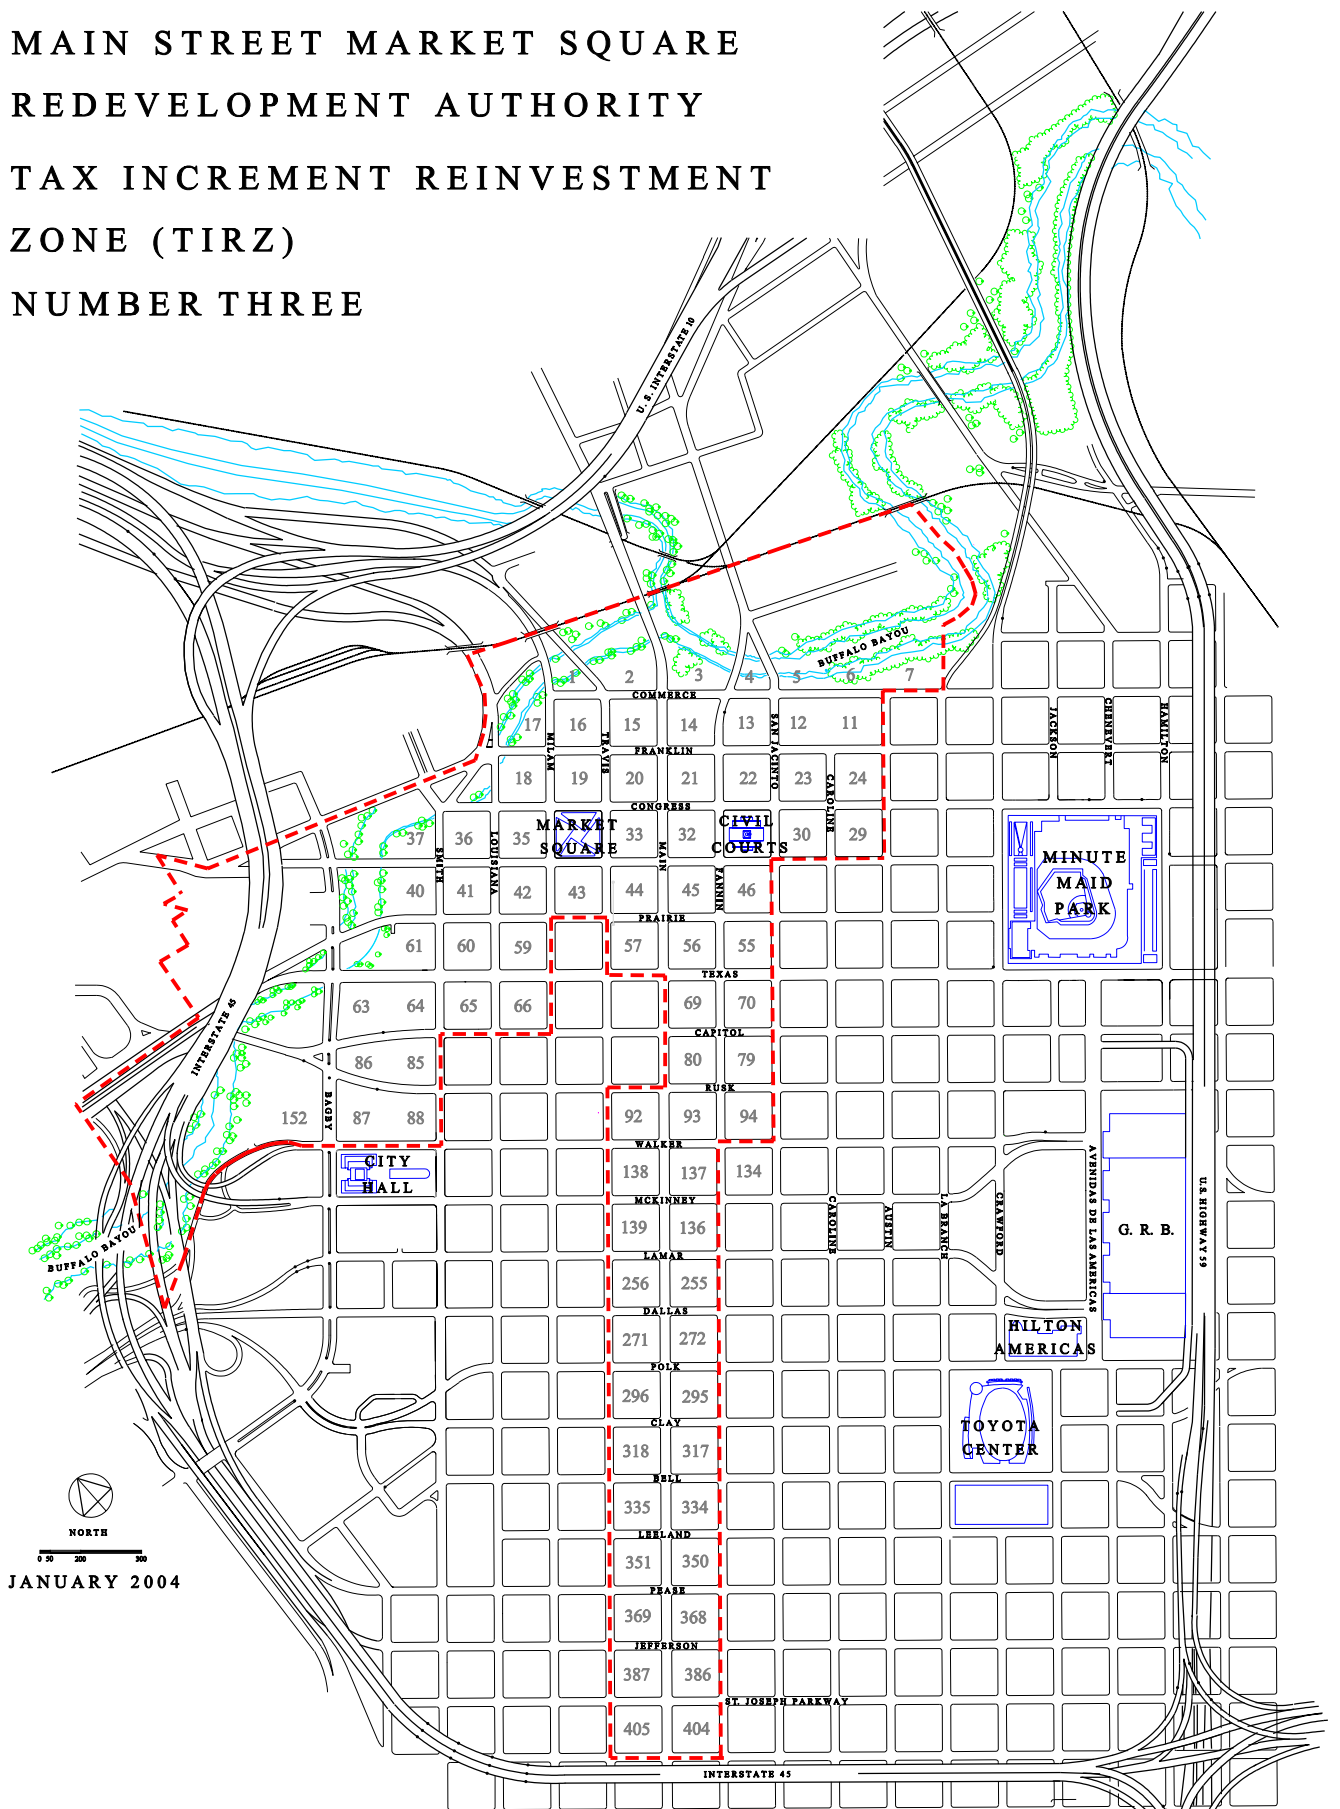 MAIN STREET MARKET SQUARE
REDEVELOPMENT AUTHORITY
TAX INCREMENT REINVESTMENT
ZONE (TIRZ)
NUMBER THREE
U. S. INTERSTATE 10
BUFFALO BAYOU
1 2 3 4 5 6 7
COMMERCE
17 16 15 14 13 12 11
MILAM
TRAVIS
SAN JACINTO
JACKSON
CHENEVERT
HAMILTON
FRANKLIN
18 19 20 21 22 23 24
CAROLINE
CONGRESS
37 36 35 MARKET SQUARE 33 32 CIVIL COURTS 30 29
SMITH
LOUISIANA
MAIN
FANNIN
MINUTE
MAID
PARK
40 41 42 43 44 45 46
PRAIRIE
61 60 59 57 56 55
TEXAS
63 64 65 66 69 70
CAPITOL
INTERSTATE 45
86 85 80 79
RUSK
BAGBY
152 87 88 92 93 94
WALKER
CITY
HALL
138 137 134
MCKINNEY
139 136
CAROLINE
AUSTIN
LA BRANCH
CRAWFORD
AVENIDAS DE LAS AMERICAS
G. R. B.
U.S. HIGHWAY 59
BUFFALO BAYOU
LAMAR
256 255
DALLAS
271 272
HILTON
AMERICAS
POLK
296 295
CLAY
TOYOTA
CENTER
318 317
BELL
335 334
LEELAND
351 350
PEASE
369 368
JEFFERSON
387 386
ST. JOSEPH PARKWAY
405 404
INTERSTATE 45
NORTH
0 50 200 300
JANUARY 2004